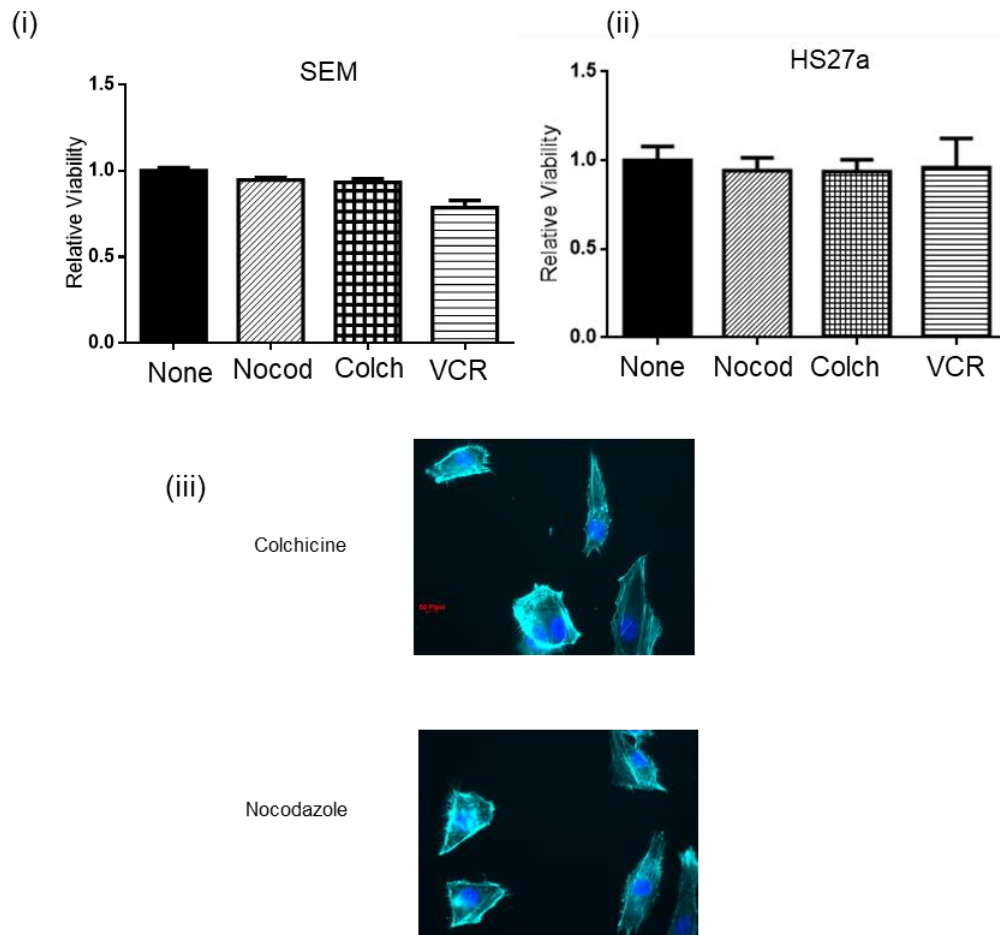 (i)
SEM
Relative Viability
1.5
1.0
0.5
0.0
None Nocod Colch VCR
(ii)
HS27a
Relative Viability
1.5
1.0
0.5
0.0
None Nocod Colch VCR
(iii)
Colchicine
Nocodazole